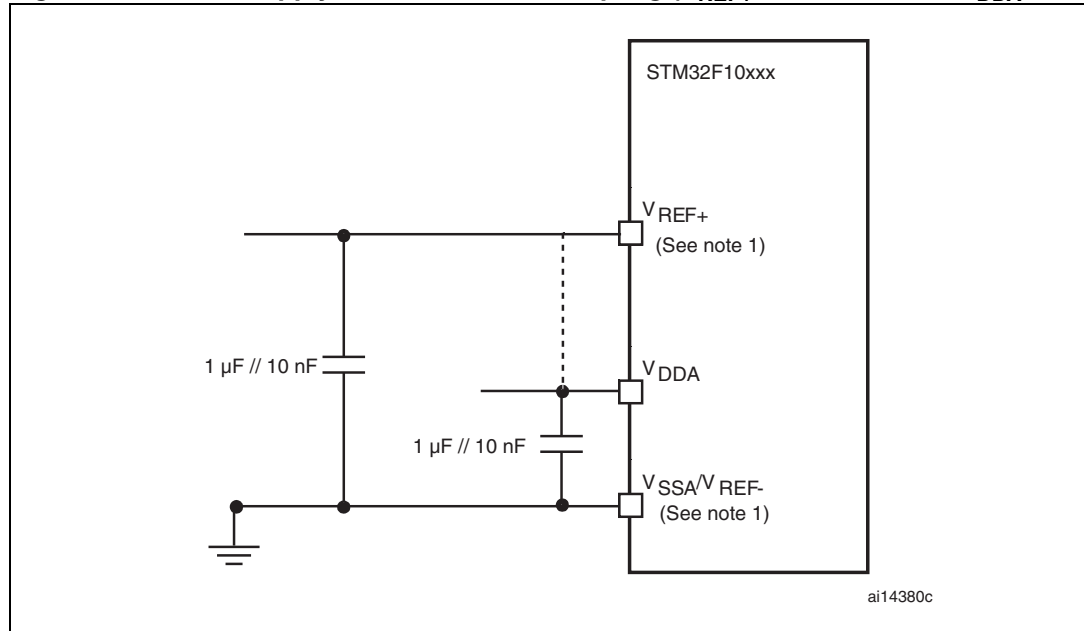 STM32F10xxx
VREF+
(See note 1)
1 µF // 10 nF
VDDA
1 µF // 10 nF
VSSA/VREF-
(See note 1)
ai14380c